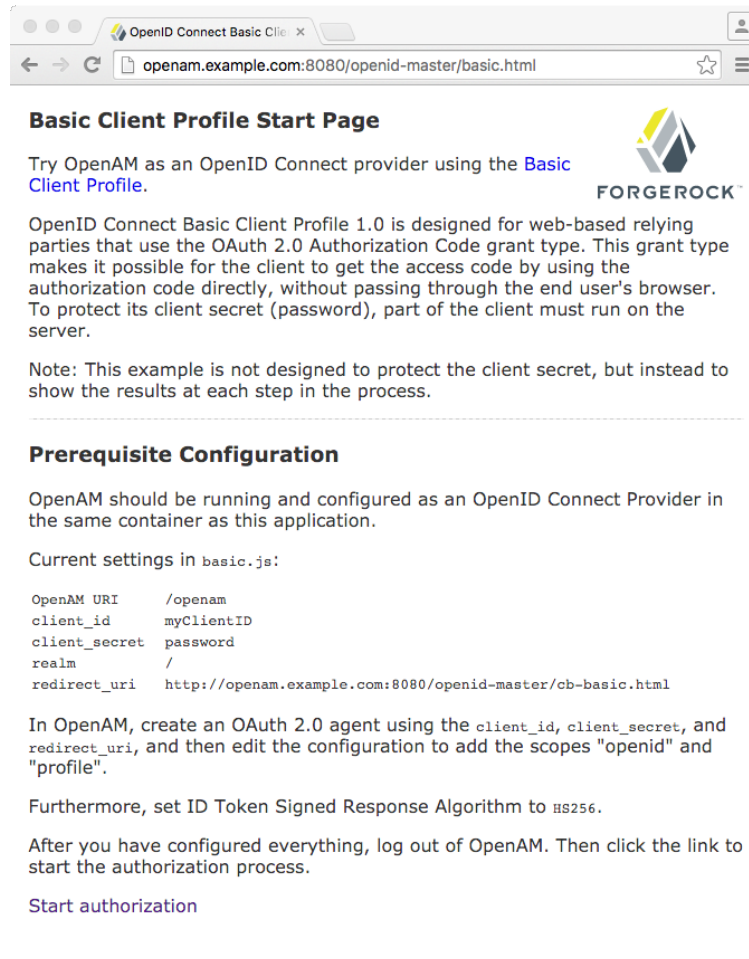 OpenID Connect Basic Clie
openam.example.com:8080/openid-master/basic.html
Basic Client Profile Start Page
FORGEROCK™
Try OpenAM as an OpenID Connect provider using the Basic
Client Profile.
OpenID Connect Basic Client Profile 1.0 is designed for web-based relying
parties that use the OAuth 2.0 Authorization Code grant type. This grant type
makes it possible for the client to get the access code by using the
authorization code directly, without passing through the end user's browser.
To protect its client secret (password), part of the client must run on the
server.
Note: This example is not designed to protect the client secret, but instead to
show the results at each step in the process.
Prerequisite Configuration
OpenAM should be running and configured as an OpenID Connect Provider in
the same container as this application.
Current settings in basic.js:
OpenAM URI /openam
client_id myClientID
client_secret password
realm /
redirect_uri http://openam.example.com:8080/openid-master/cb-basic.html
In OpenAM, create an OAuth 2.0 agent using the client_id, client_secret, and
redirect_uri, and then edit the configuration to add the scopes "openid" and
"profile".
Furthermore, set ID Token Signed Response Algorithm to HS256.
After you have configured everything, log out of OpenAM. Then click the link to
start the authorization process.
Start authorization